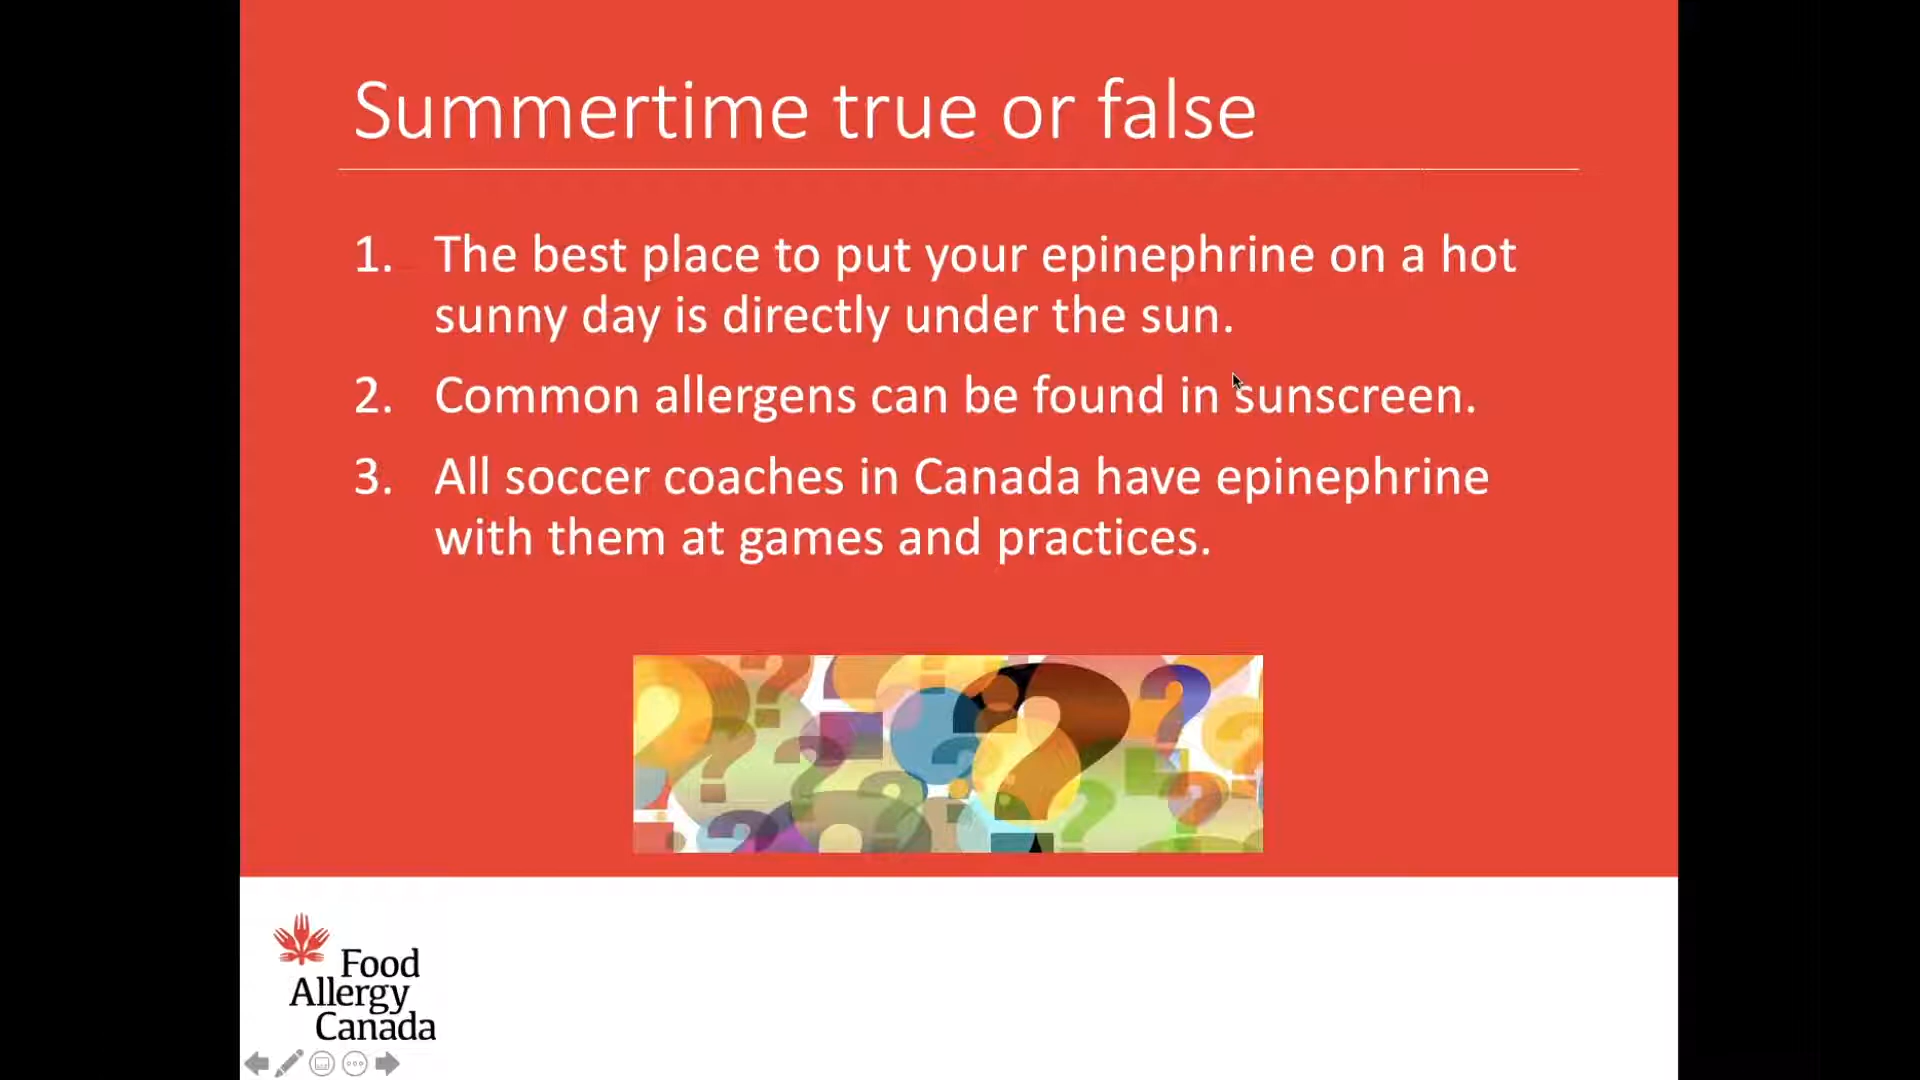 Summertime true or false
1. The best place to put your epinephrine on a hot
sunny day is directly under the sun.
2. Common allergens can be found in sunscreen.
3. All soccer coaches in Canada have epinephrine
with them at games and practices.
Food
Allergy
Canada